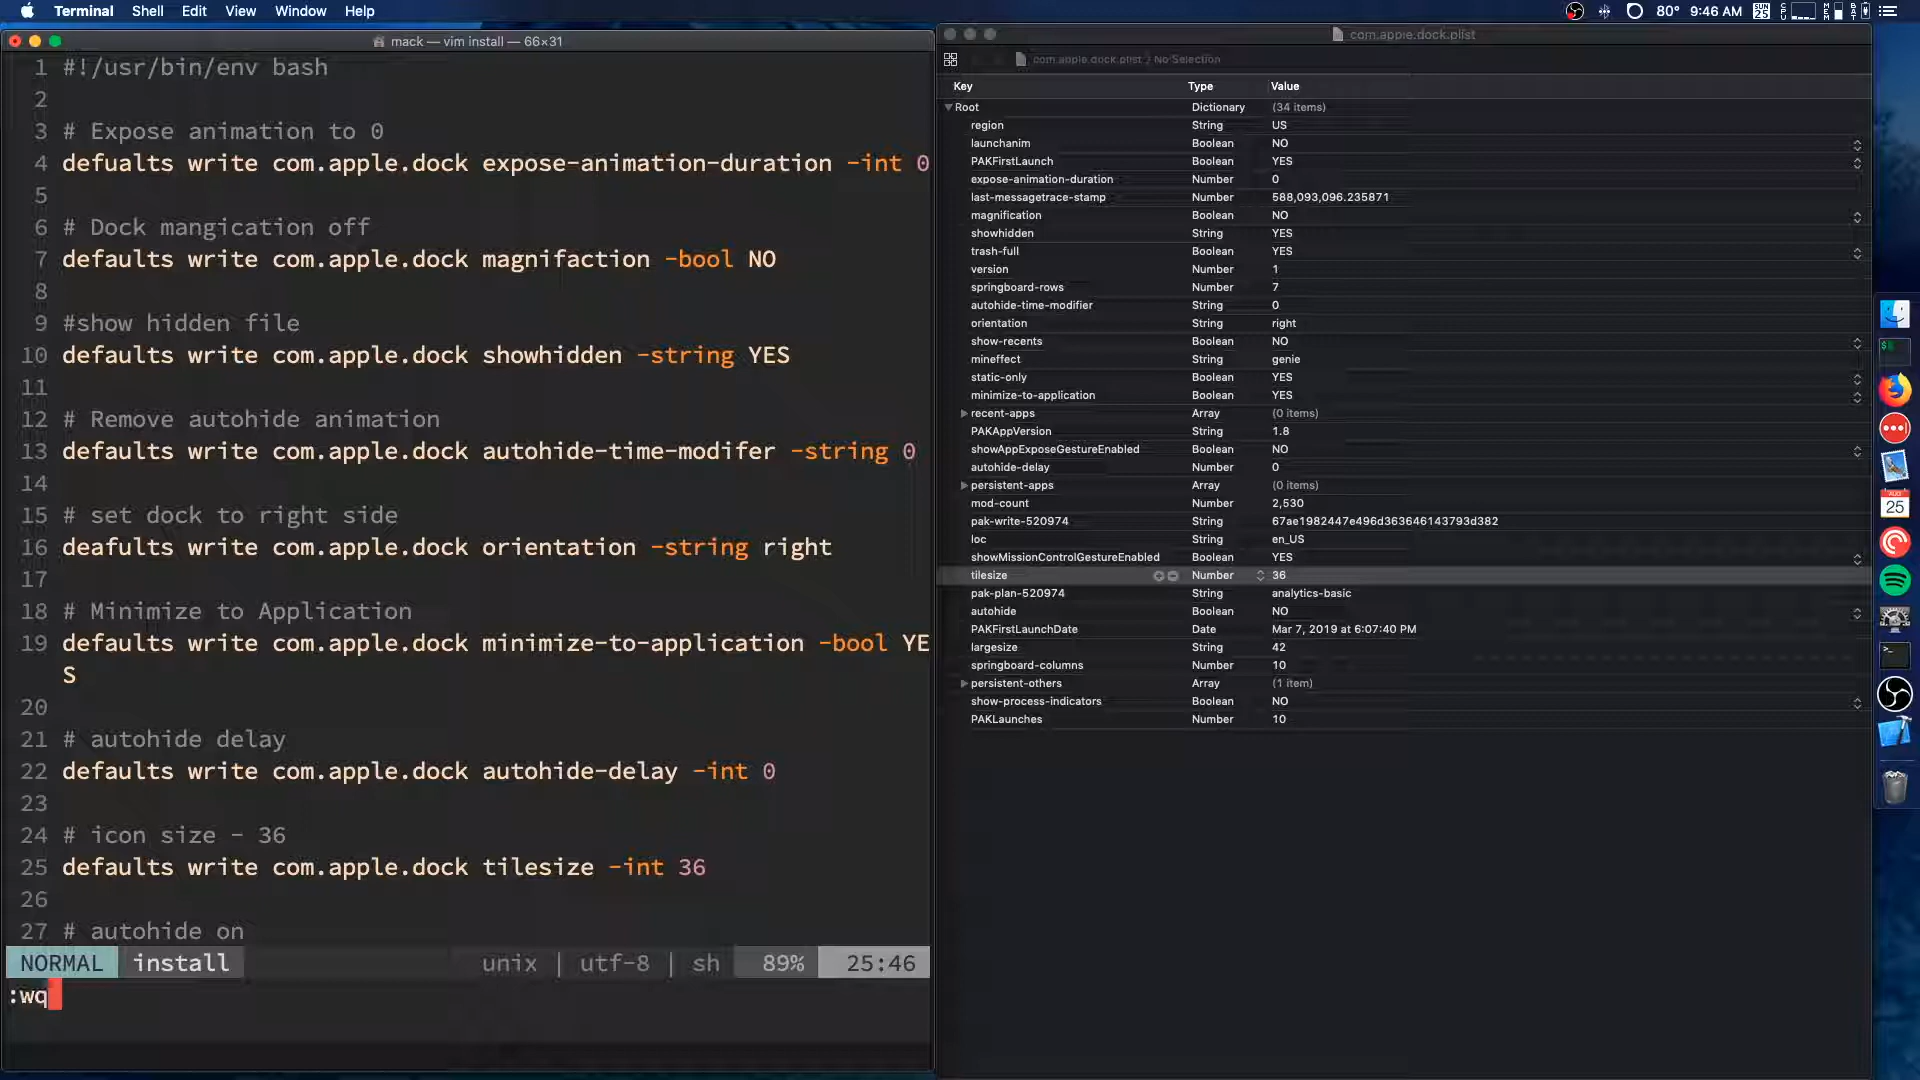 Terminal Shell Edit View Window Help
80° 9:46 AM SUN 25
mack — vim install — 66×31
1 #!/usr/bin/env bash
2
3 # Expose animation to 0
4 defualts write com.apple.dock expose-animation-duration -int 0
5
6 # Dock mangication off
7 defaults write com.apple.dock magnifaction -bool NO
8
9 #show hidden file
10 defaults write com.apple.dock showhidden -string YES
11
12 # Remove autohide animation
13 defaults write com.apple.dock autohide-time-modifer -string 0
14
15 # set dock to right side
16 deafults write com.apple.dock orientation -string right
17
18 # Minimize to Application
19 defaults write com.apple.dock minimize-to-application -bool YE
S
20
21 # autohide delay
22 defaults write com.apple.dock autohide-delay -int 0
23
24 # icon size - 36
25 defaults write com.apple.dock tilesize -int 36
26
27 # autohide on
NORMAL install unix | utf-8 | sh 89% 25:46
:wq
com.apple.dock.plist
com.apple.dock.plist / No Selection
Key Type Value
Root Dictionary (34 items)
region String US
launchanim Boolean NO
PAKFirstLaunch Boolean YES
expose-animation-duration Number 0
last-messagetrace-stamp Number 588,093,096.235871
magnification Boolean NO
showhidden String YES
trash-full Boolean YES
version Number 1
springboard-rows Number 7
autohide-time-modifier String 0
orientation String right
show-recents Boolean NO
mineffect String genie
static-only Boolean YES
minimize-to-application Boolean YES
recent-apps Array (0 items)
PAKAppVersion String 1.8
showAppExposeGestureEnabled Boolean NO
autohide-delay Number 0
persistent-apps Array (0 items)
mod-count Number 2,530
pak-write-520974 String 67ae1982447e496d363646143793d382
loc String en_US
showMissionControlGestureEnabled Boolean YES
tilesize Number 36
pak-plan-520974 String analytics-basic
autohide Boolean NO
PAKFirstLaunchDate Date Mar 7, 2019 at 6:07:40 PM
largesize String 42
springboard-columns Number 10
persistent-others Array (1 item)
show-process-indicators Boolean NO
PAKLaunches Number 10
AUG
25